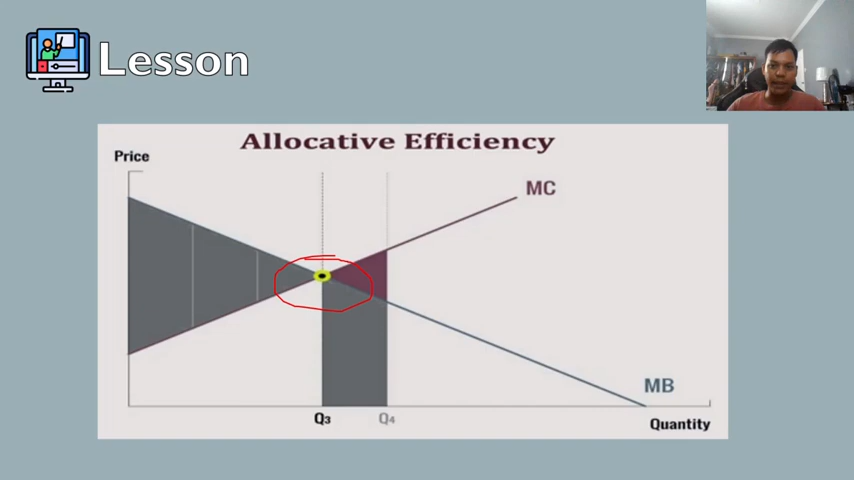 Lesson
Allocative Efficiency
Price
MC
MB
Q3
Q4
Quantity